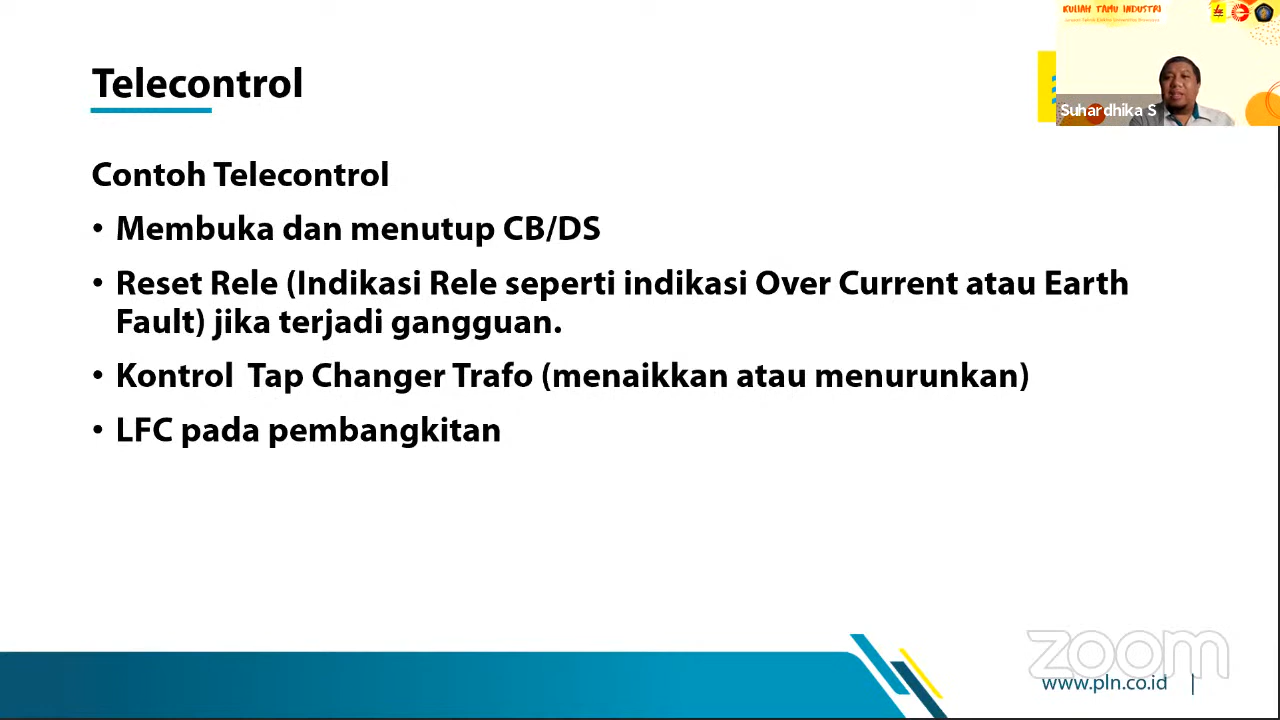 KULIAH TAMU INDUSTRI
Telecontrol
Suhardhika S
Contoh Telecontrol
• Membuka dan menutup CB/DS
• Reset Rele (Indikasi Rele seperti indikasi Over Current atau Earth
Fault) jika terjadi gangguan.
• Kontrol Tap Changer Trafo (menaikkan atau menurunkan)
• LFC pada pembangkitan
zoom
www.pln.co.id |